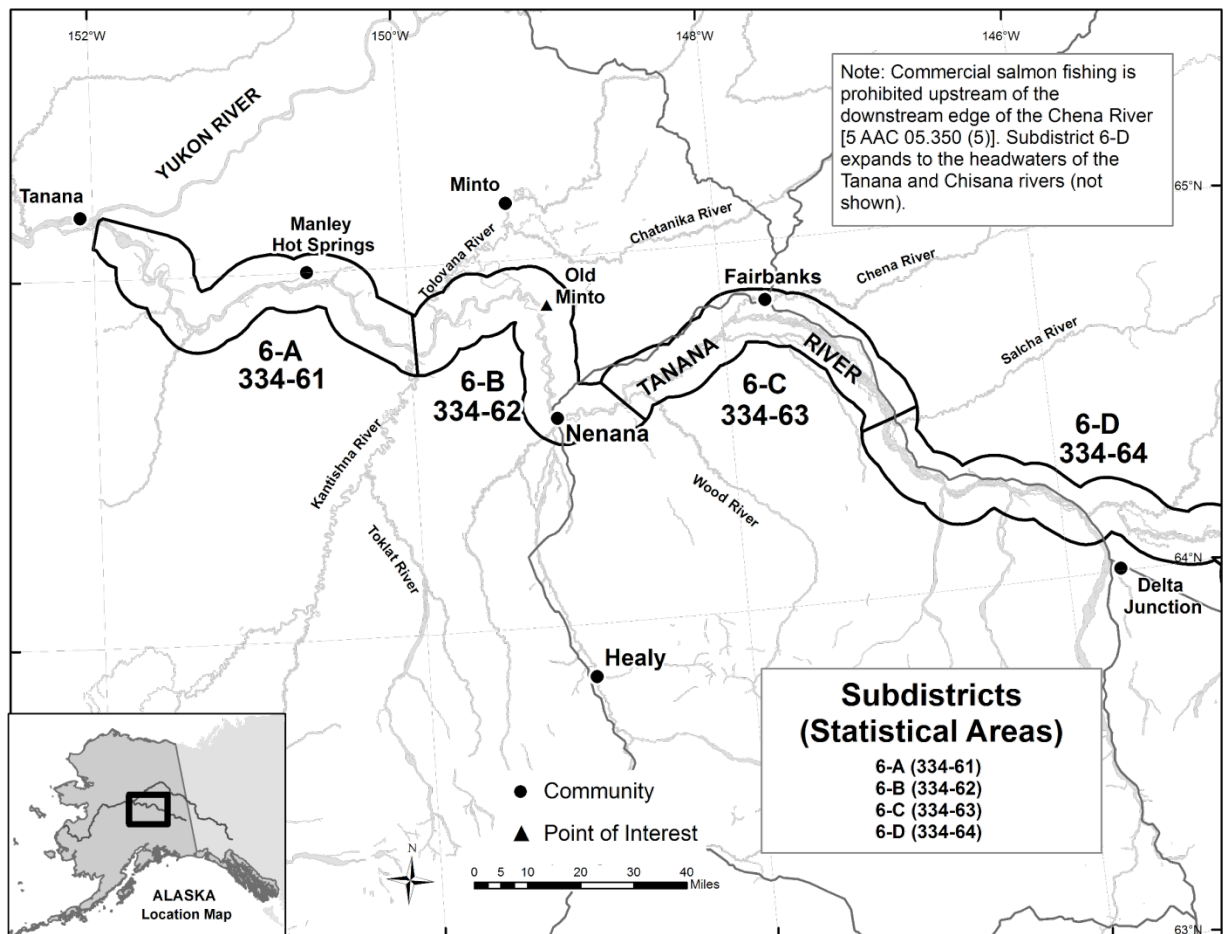 152°W
150°W
148°W
146°W
Note: Commercial salmon fishing is
prohibited upstream of the
downstream edge of the Chena River
[5 AAC 05.350 (5)]. Subdistrict 6-D
expands to the headwaters of the
Tanana and Chisana rivers (not
shown).
YUKON RIVER
Tanana
Minto
65°N
Manley
Hot Springs
Tolovana River
Chatanika River
Old
Minto
Fairbanks
Chena River
Salcha River
6-A
334-61
6-B
334-62
TANANA
RIVER
6-C
334-63
6-D
334-64
Nenana
Kantishna River
Toklat River
Wood River
64°N
Delta
Junction
Healy
Subdistricts
(Statistical Areas)
6-A (334-61)
6-B (334-62)
6-C (334-63)
6-D (334-64)
Community
Point of Interest
N
0 5 10 20 30 40
Miles
ALASKA
Location Map
63°N